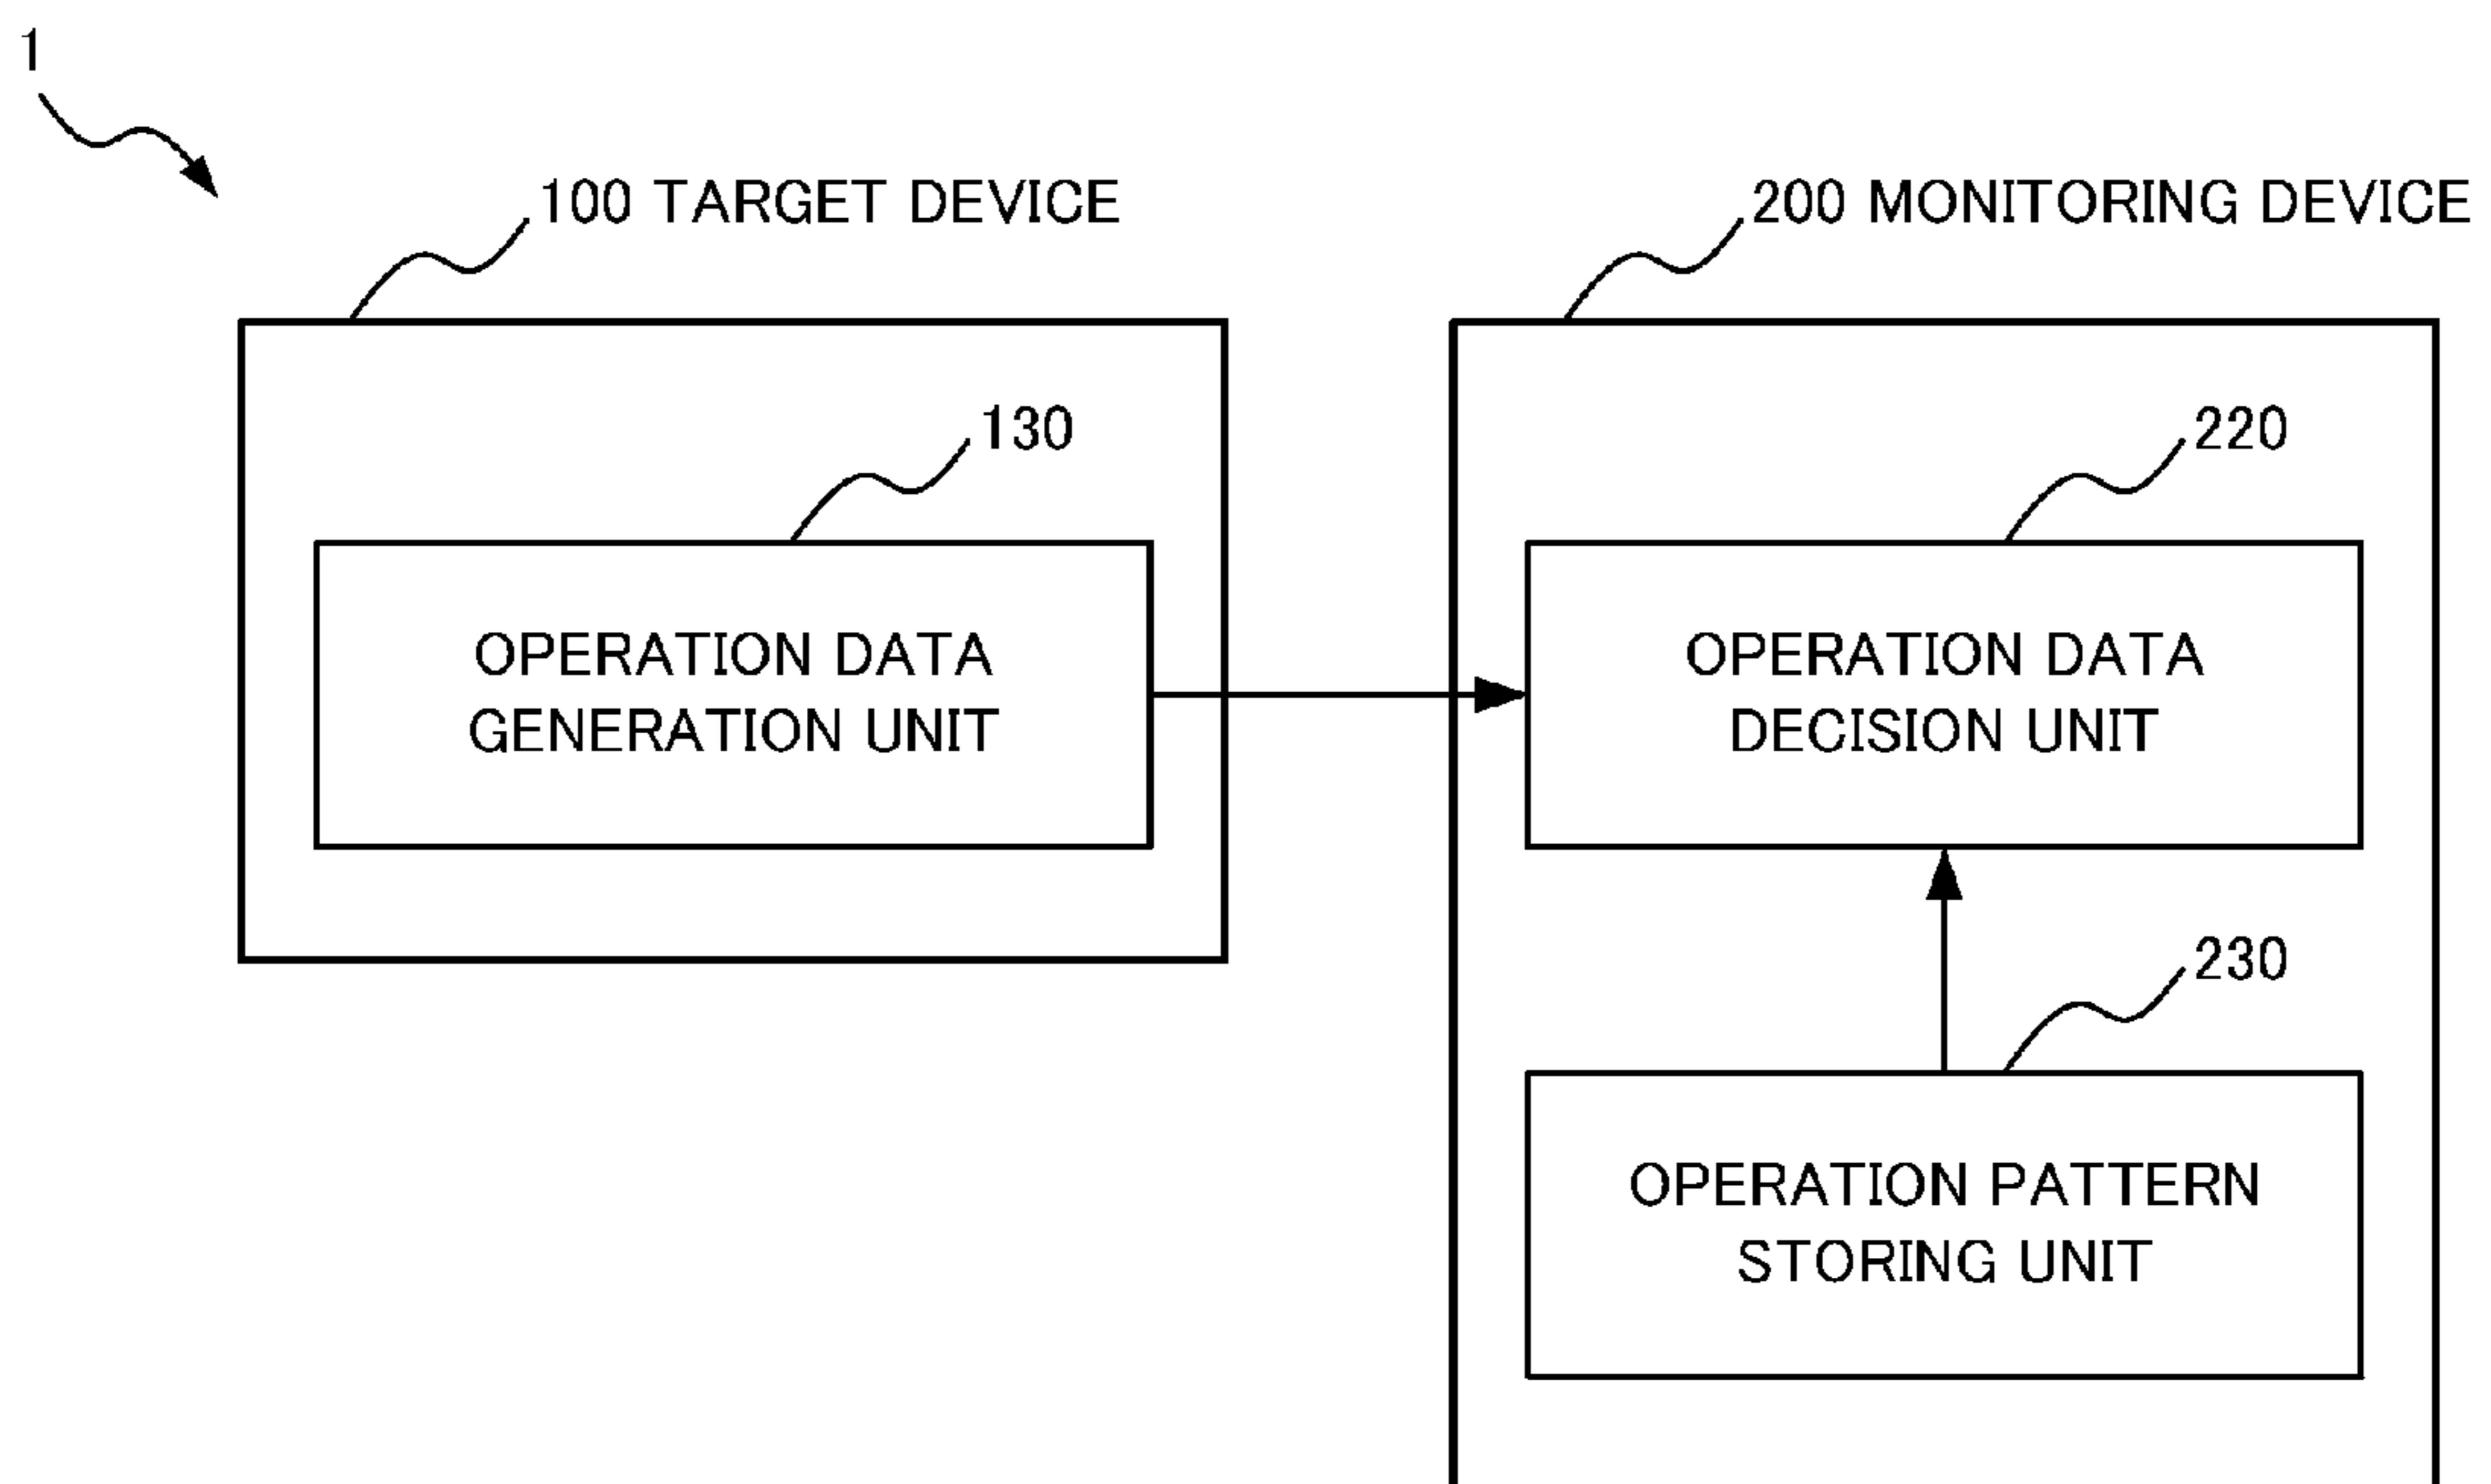 1
100 TARGET DEVICE
200 MONITORING DEVICE
130
220
OPERATION DATA
GENERATION UNIT
OPERATION DATA
DECISION UNIT
230
OPERATION PATTERN
STORING UNIT